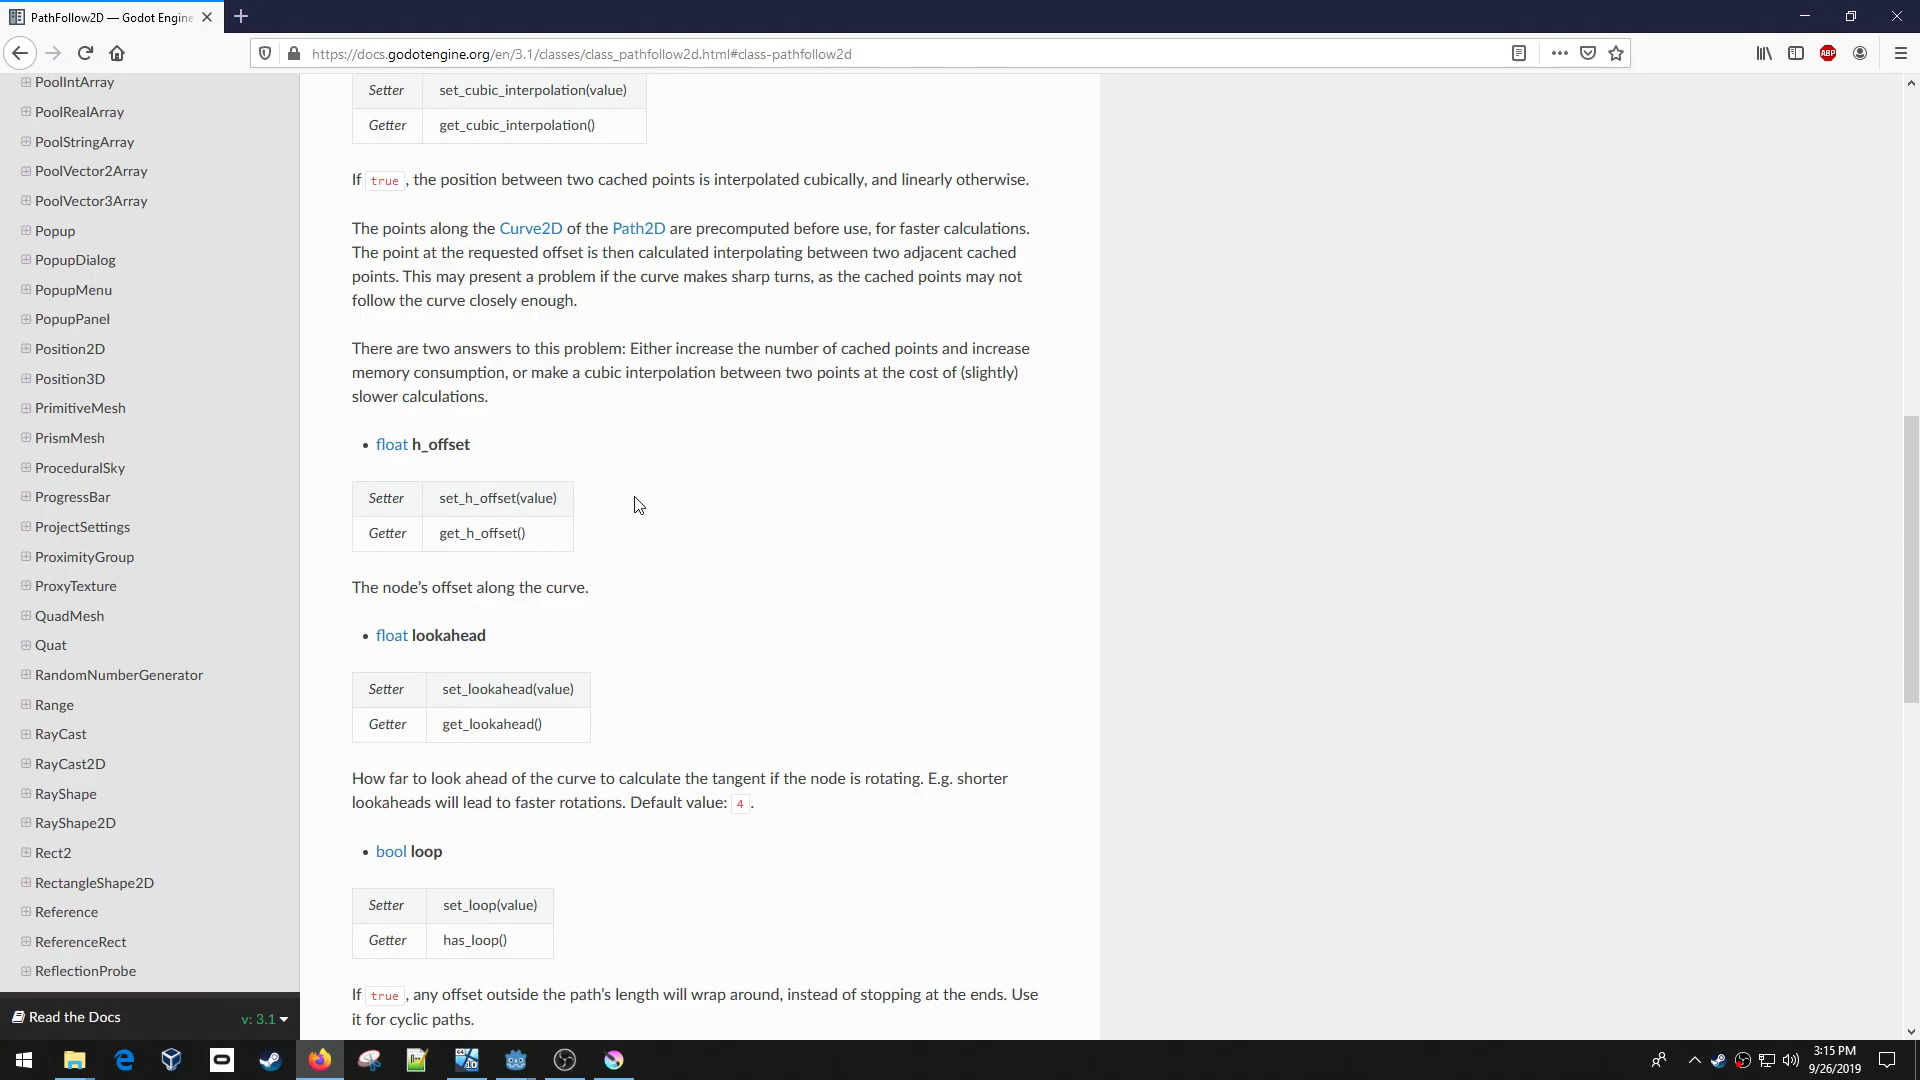 PathFollow2D — Godot Engine
https://docs.godotengine.org/en/3.1/classes/class_pathfollow2d.html#class-pathfollow2d
ABP
PoolIntArray
PoolRealArray
PoolStringArray
PoolVector2Array
PoolVector3Array
Popup
PopupDialog
PopupMenu
PopupPanel
Position2D
Position3D
PrimitiveMesh
PrismMesh
ProceduralSky
ProgressBar
ProjectSettings
ProximityGroup
ProxyTexture
QuadMesh
Quat
RandomNumberGenerator
Range
RayCast
RayCast2D
RayShape
RayShape2D
Rect2
RectangleShape2D
Reference
ReferenceRect
ReflectionProbe
Read the Docs v: 3.1
Setter set_cubic_interpolation(value)
Getter get_cubic_interpolation()
If true, the position between two cached points is interpolated cubically, and linearly otherwise.
The points along the Curve2D of the Path2D are precomputed before use, for faster calculations.
The point at the requested offset is then calculated interpolating between two adjacent cached
points. This may present a problem if the curve makes sharp turns, as the cached points may not
follow the curve closely enough.
There are two answers to this problem: Either increase the number of cached points and increase
memory consumption, or make a cubic interpolation between two points at the cost of (slightly)
slower calculations.
• float h_offset
Setter set_h_offset(value)
Getter get_h_offset()
The node's offset along the curve.
• float lookahead
Setter set_lookahead(value)
Getter get_lookahead()
How far to look ahead of the curve to calculate the tangent if the node is rotating. E.g. shorter
lookaheads will lead to faster rotations. Default value: 4.
• bool loop
Setter set_loop(value)
Getter has_loop()
If true, any offset outside the path's length will wrap around, instead of stopping at the ends. Use
it for cyclic paths.
3:15 PM
9/26/2019